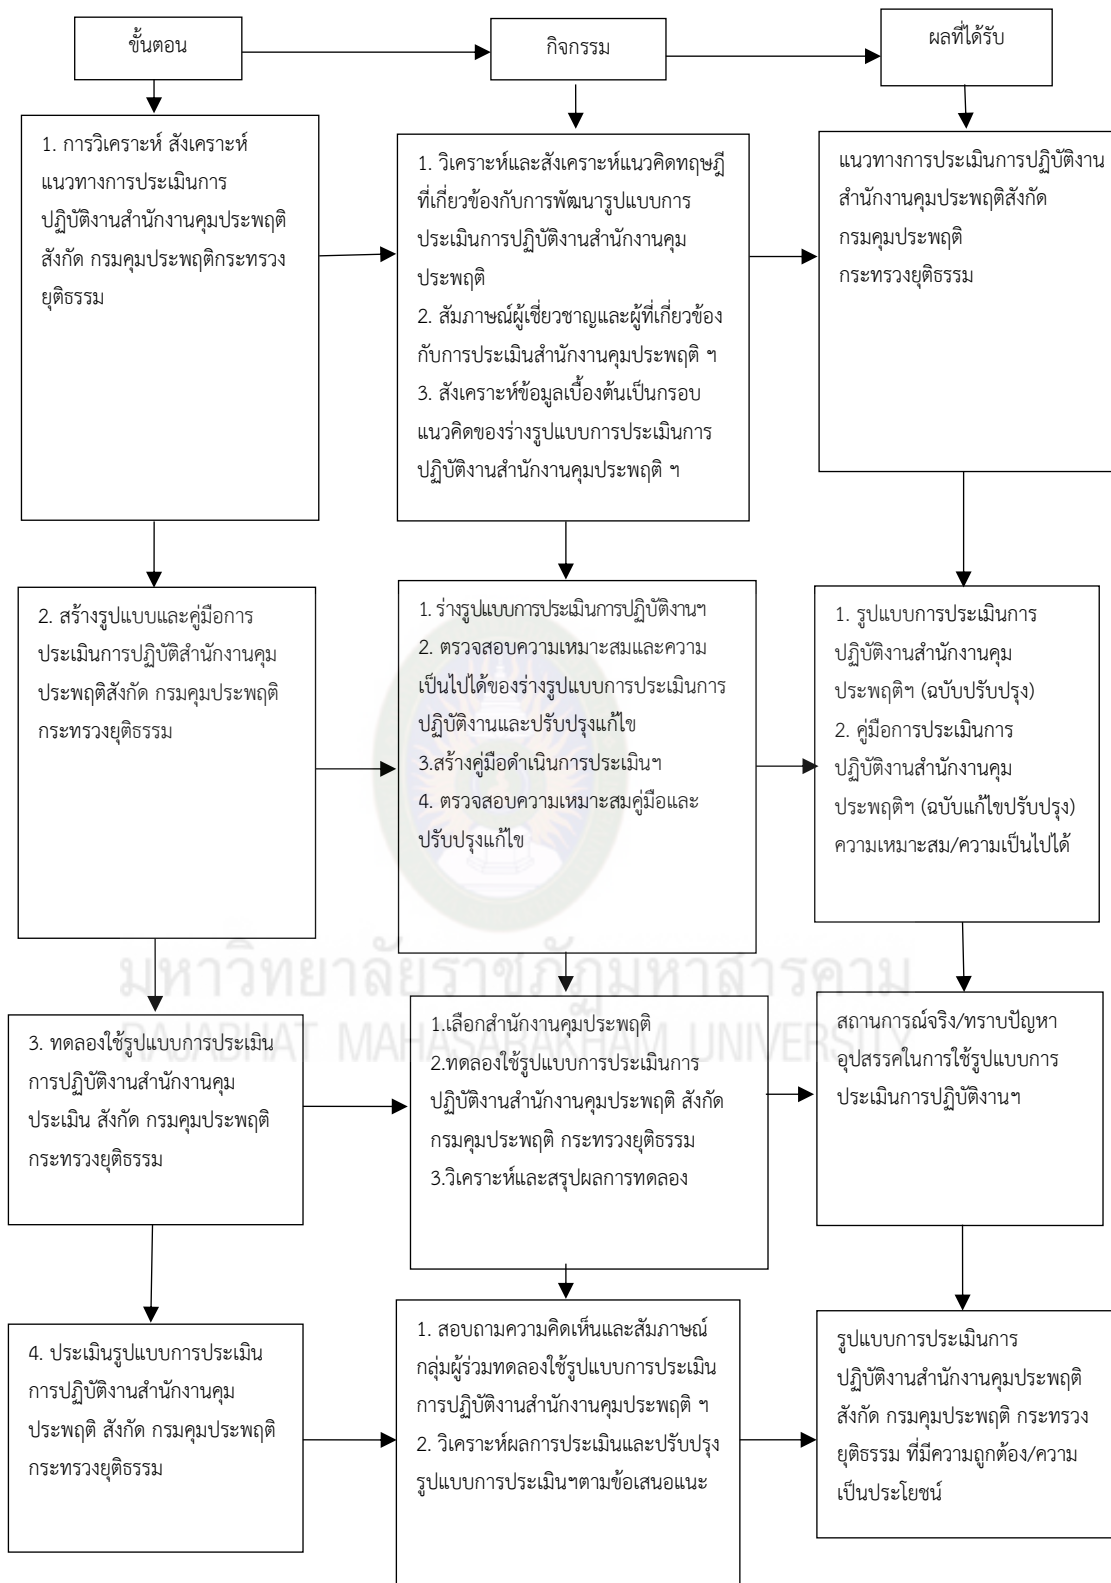 ขั้นตอน
กิจกรรม
ผลที่ได้รับ
1. การวิเคราะห์ สังเคราะห์
แนวทางการประเมินการ
ปฏิบัติงานสำนักงานคุมประพฤติ
สังกัด กรมคุมประพฤติกระทรวง
ยุติธรรม
1. วิเคราะห์และสังเคราะห์แนวคิดทฤษฎี
ที่เกี่ยวข้องกับการพัฒนารูปแบบการ
ประเมินการปฏิบัติงานสำนักงานคุม
ประพฤติ
2. สัมภาษณ์ผู้เชี่ยวชาญและผู้ที่เกี่ยวข้อง
กับการประเมินสำนักงานคุมประพฤติ ฯ
3. สังเคราะห์ข้อมูลเบื้องต้นเป็นกรอบ
แนวคิดของร่างรูปแบบการประเมินการ
ปฏิบัติงานสำนักงานคุมประพฤติ ฯ
แนวทางการประเมินการปฏิบัติงาน
สำนักงานคุมประพฤติสังกัด
กรมคุมประพฤติ
กระทรวงยุติธรรม
2. สร้างรูปแบบและคู่มือการ
ประเมินการปฏิบัติสำนักงานคุม
ประพฤติสังกัด กรมคุมประพฤติ
กระทรวงยุติธรรม
1. ร่างรูปแบบการประเมินการปฏิบัติงานฯ
2. ตรวจสอบความเหมาะสมและความ
เป็นไปได้ของร่างรูปแบบการประเมินการ
ปฏิบัติงานและปรับปรุงแก้ไข
3.สร้างคู่มือดำเนินการประเมินฯ
4. ตรวจสอบความเหมาะสมคู่มือและ
ปรับปรุงแก้ไข
1. รูปแบบการประเมินการ
ปฏิบัติงานสำนักงานคุม
ประพฤติฯ (ฉบับปรับปรุง)
2. คู่มือการประเมินการ
ปฏิบัติงานสำนักงานคุม
ประพฤติฯ (ฉบับแก้ไขปรับปรุง)
ความเหมาะสม/ความเป็นไปได้
มหาวิทยาลัยราชภัฏมหาสารคาม
RAJABHAT MAHASARAKHAM UNIVERSITY
3. ทดลองใช้รูปแบบการประเมิน
การปฏิบัติงานสำนักงานคุม
ประเมิน สังกัด กรมคุมประพฤติ
กระทรวงยุติธรรม
1.เลือกสำนักงานคุมประพฤติ
2.ทดลองใช้รูปแบบการประเมินการ
ปฏิบัติงานสำนักงานคุมประพฤติ สังกัด
กรมคุมประพฤติ กระทรวงยุติธรรม
3.วิเคราะห์และสรุปผลการทดลอง
สถานการณ์จริง/ทราบปัญหา
อุปสรรคในการใช้รูปแบบการ
ประเมินการปฏิบัติงานฯ
4. ประเมินรูปแบบการประเมิน
การปฏิบัติงานสำนักงานคุม
ประพฤติ สังกัด กรมคุมประพฤติ
กระทรวงยุติธรรม
1. สอบถามความคิดเห็นและสัมภาษณ์
กลุ่มผู้ร่วมทดลองใช้รูปแบบการประเมิน
การปฏิบัติงานสำนักงานคุมประพฤติ ฯ
2. วิเคราะห์ผลการประเมินและปรับปรุง
รูปแบบการประเมินฯตามข้อเสนอแนะ
รูปแบบการประเมินการ
ปฏิบัติงานสำนักงานคุมประพฤติ
สังกัด กรมคุมประพฤติ กระทรวง
ยุติธรรม ที่มีความถูกต้อง/ความ
เป็นประโยชน์